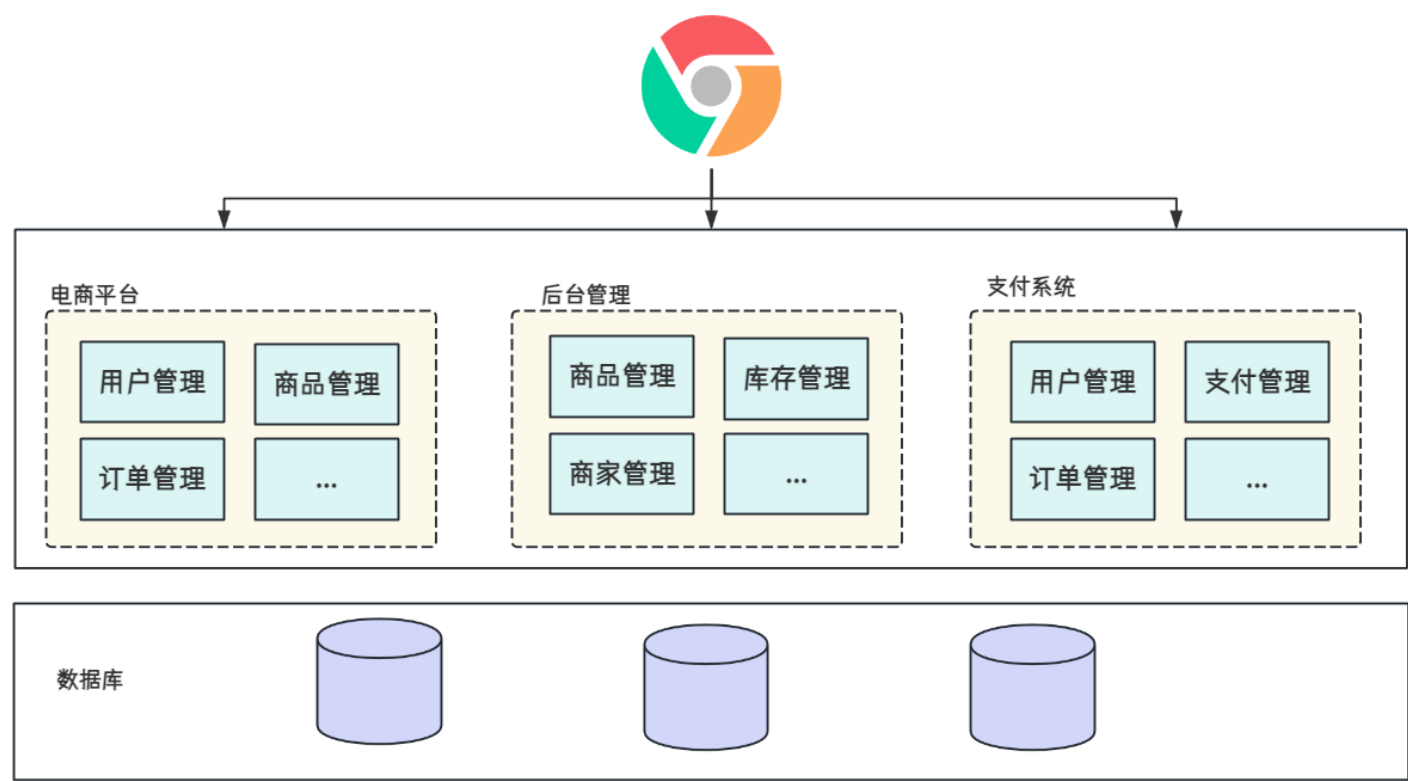 电商平台
用户管理
商品管理
订单管理
...
后台管理
商品管理
库存管理
商家管理
...
支付系统
用户管理
支付管理
订单管理
...
数据库